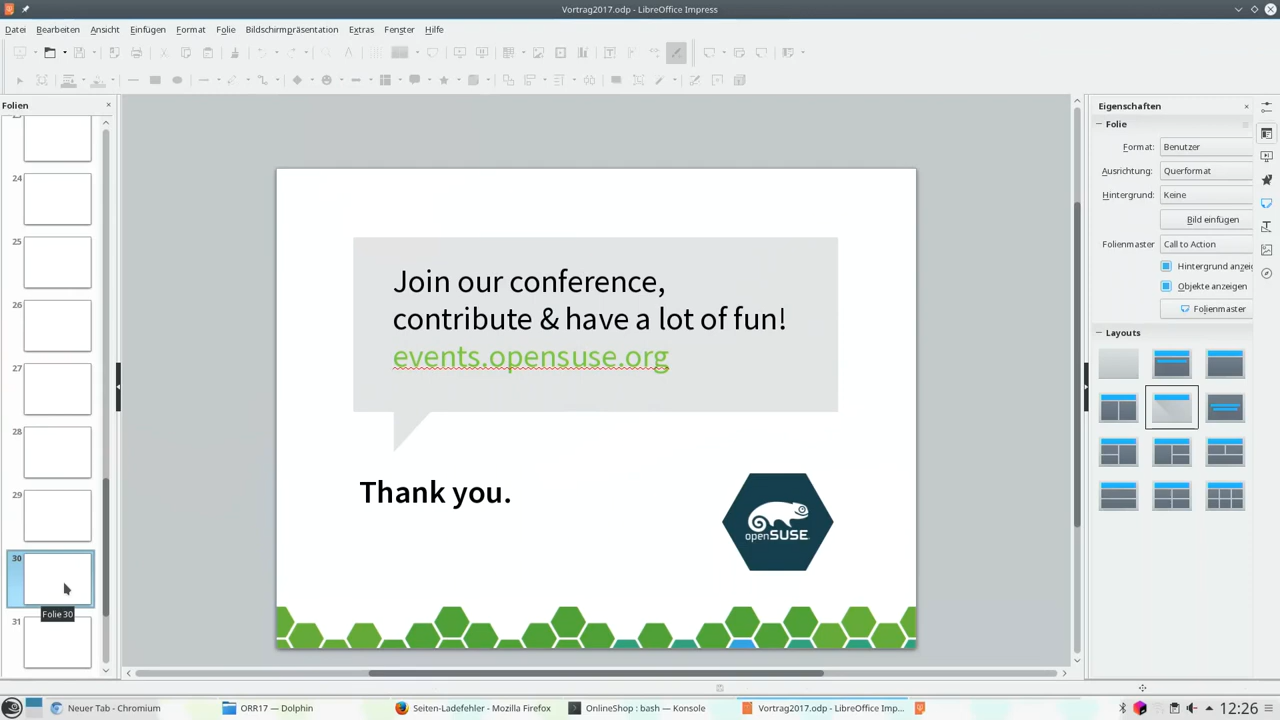 Vortrag2017.odp - LibreOffice Impress
Datei Bearbeiten Ansicht Einfügen Format Folie Bildschirmpräsentation Extras Fenster Hilfe
Folien
24
25
26
27
28
29
30
Folie 30
31
Join our conference,
contribute & have a lot of fun!
events.opensuse.org
Thank you.
openSUSE
Eigenschaften
Folie
Format: Benutzer
Ausrichtung: Querformat
Hintergrund: Keine
Bild einfügen
Folienmaster Call to Action
Hintergrund anzeig
Objekte anzeigen
Folienmaster
Layouts
Neuer Tab - Chromium
ORR17 — Dolphin
Seiten-Ladefehler - Mozilla Firefox
OnlineShop : bash — Konsole
Vortrag2017.odp - LibreOffice Imp...
12:26